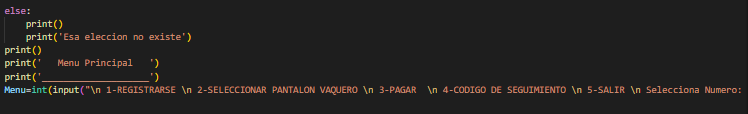 else:
    print()
    print('Esa eleccion no existe')
print()
print('   Menu Principal   ')
print('____________________')
Menu=int(input("\n 1-REGISTRARSE \n 2-SELECCIONAR PANTALON VAQUERO \n 3-PAGAR  \n 4-CODIGO DE SEGUIMIENTO \n 5-SALIR \n Selecciona Numero: